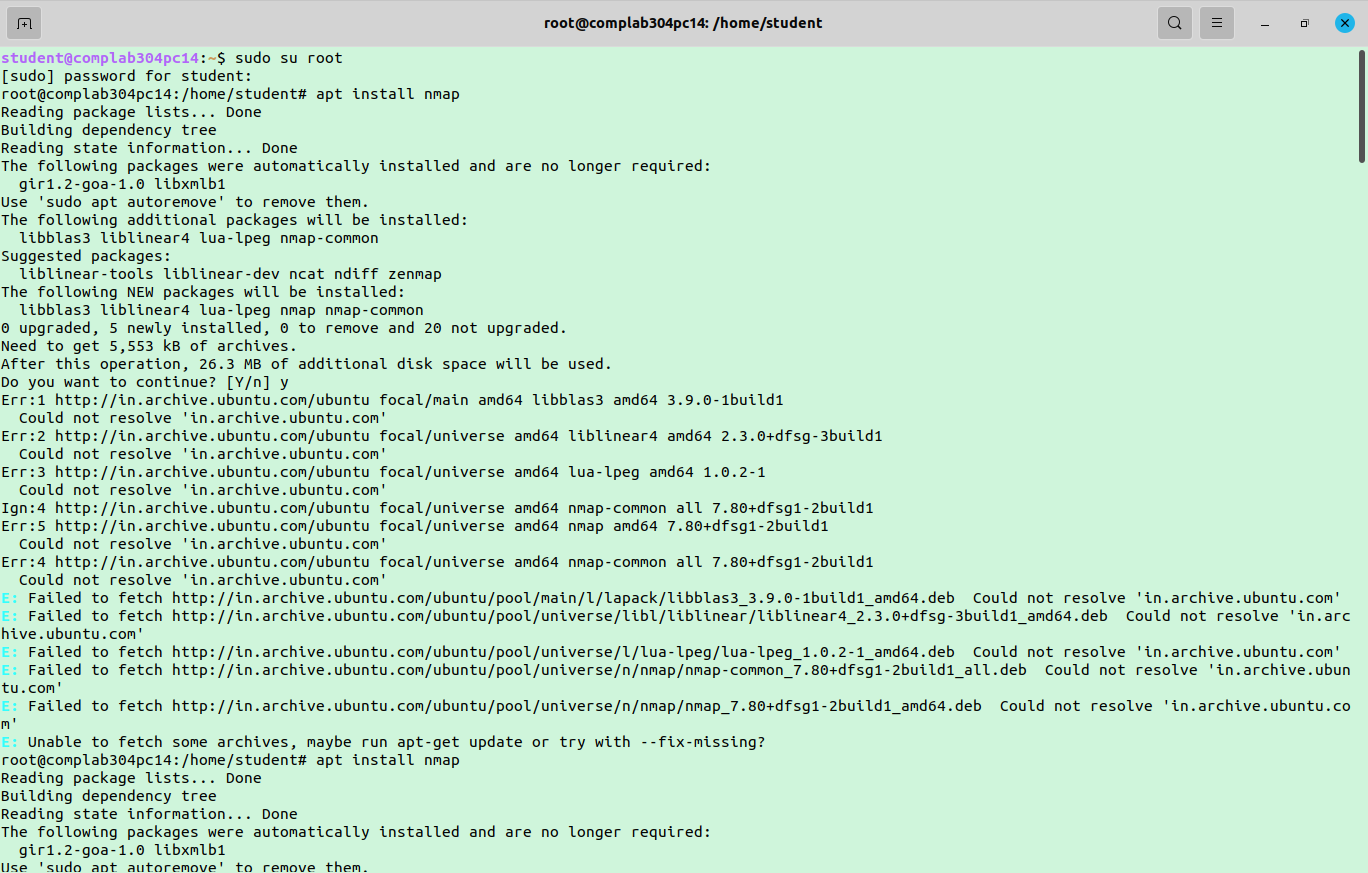 root@complab304pc14: /home/student
student@complab304pc14:~$ sudo su root
[sudo] password for student:
root@complab304pc14:/home/student# apt install nmap
Reading package lists... Done
Building dependency tree
Reading state information... Done
The following packages were automatically installed and are no longer required:
  gir1.2-goa-1.0 libxmlb1
Use 'sudo apt autoremove' to remove them.
The following additional packages will be installed:
  libblas3 liblinear4 lua-lpeg nmap-common
Suggested packages:
  liblinear-tools liblinear-dev ncat ndiff zenmap
The following NEW packages will be installed:
  libblas3 liblinear4 lua-lpeg nmap nmap-common
0 upgraded, 5 newly installed, 0 to remove and 20 not upgraded.
Need to get 5,553 kB of archives.
After this operation, 26.3 MB of additional disk space will be used.
Do you want to continue? [Y/n] y
Err:1 http://in.archive.ubuntu.com/ubuntu focal/main amd64 libblas3 amd64 3.9.0-1build1
  Could not resolve 'in.archive.ubuntu.com'
Err:2 http://in.archive.ubuntu.com/ubuntu focal/universe amd64 liblinear4 amd64 2.3.0+dfsg-3build1
  Could not resolve 'in.archive.ubuntu.com'
Err:3 http://in.archive.ubuntu.com/ubuntu focal/universe amd64 lua-lpeg amd64 1.0.2-1
  Could not resolve 'in.archive.ubuntu.com'
Ign:4 http://in.archive.ubuntu.com/ubuntu focal/universe amd64 nmap-common all 7.80+dfsg1-2build1
Err:5 http://in.archive.ubuntu.com/ubuntu focal/universe amd64 nmap amd64 7.80+dfsg1-2build1
  Could not resolve 'in.archive.ubuntu.com'
Err:4 http://in.archive.ubuntu.com/ubuntu focal/universe amd64 nmap-common all 7.80+dfsg1-2build1
  Could not resolve 'in.archive.ubuntu.com'
E: Failed to fetch http://in.archive.ubuntu.com/ubuntu/pool/main/l/lapack/libblas3_3.9.0-1build1_amd64.deb  Could not resolve 'in.archive.ubuntu.com'
E: Failed to fetch http://in.archive.ubuntu.com/ubuntu/pool/universe/libl/liblinear/liblinear4_2.3.0+dfsg-3build1_amd64.deb  Could not resolve 'in.arc
hive.ubuntu.com'
E: Failed to fetch http://in.archive.ubuntu.com/ubuntu/pool/universe/l/lua-lpeg/lua-lpeg_1.0.2-1_amd64.deb  Could not resolve 'in.archive.ubuntu.com'
E: Failed to fetch http://in.archive.ubuntu.com/ubuntu/pool/universe/n/nmap/nmap-common_7.80+dfsg1-2build1_all.deb  Could not resolve 'in.archive.ubun
tu.com'
E: Failed to fetch http://in.archive.ubuntu.com/ubuntu/pool/universe/n/nmap/nmap_7.80+dfsg1-2build1_amd64.deb  Could not resolve 'in.archive.ubuntu.co
m'
E: Unable to fetch some archives, maybe run apt-get update or try with --fix-missing?
root@complab304pc14:/home/student# apt install nmap
Reading package lists... Done
Building dependency tree
Reading state information... Done
The following packages were automatically installed and are no longer required:
  gir1.2-goa-1.0 libxmlb1
Use 'sudo apt autoremove' to remove them.